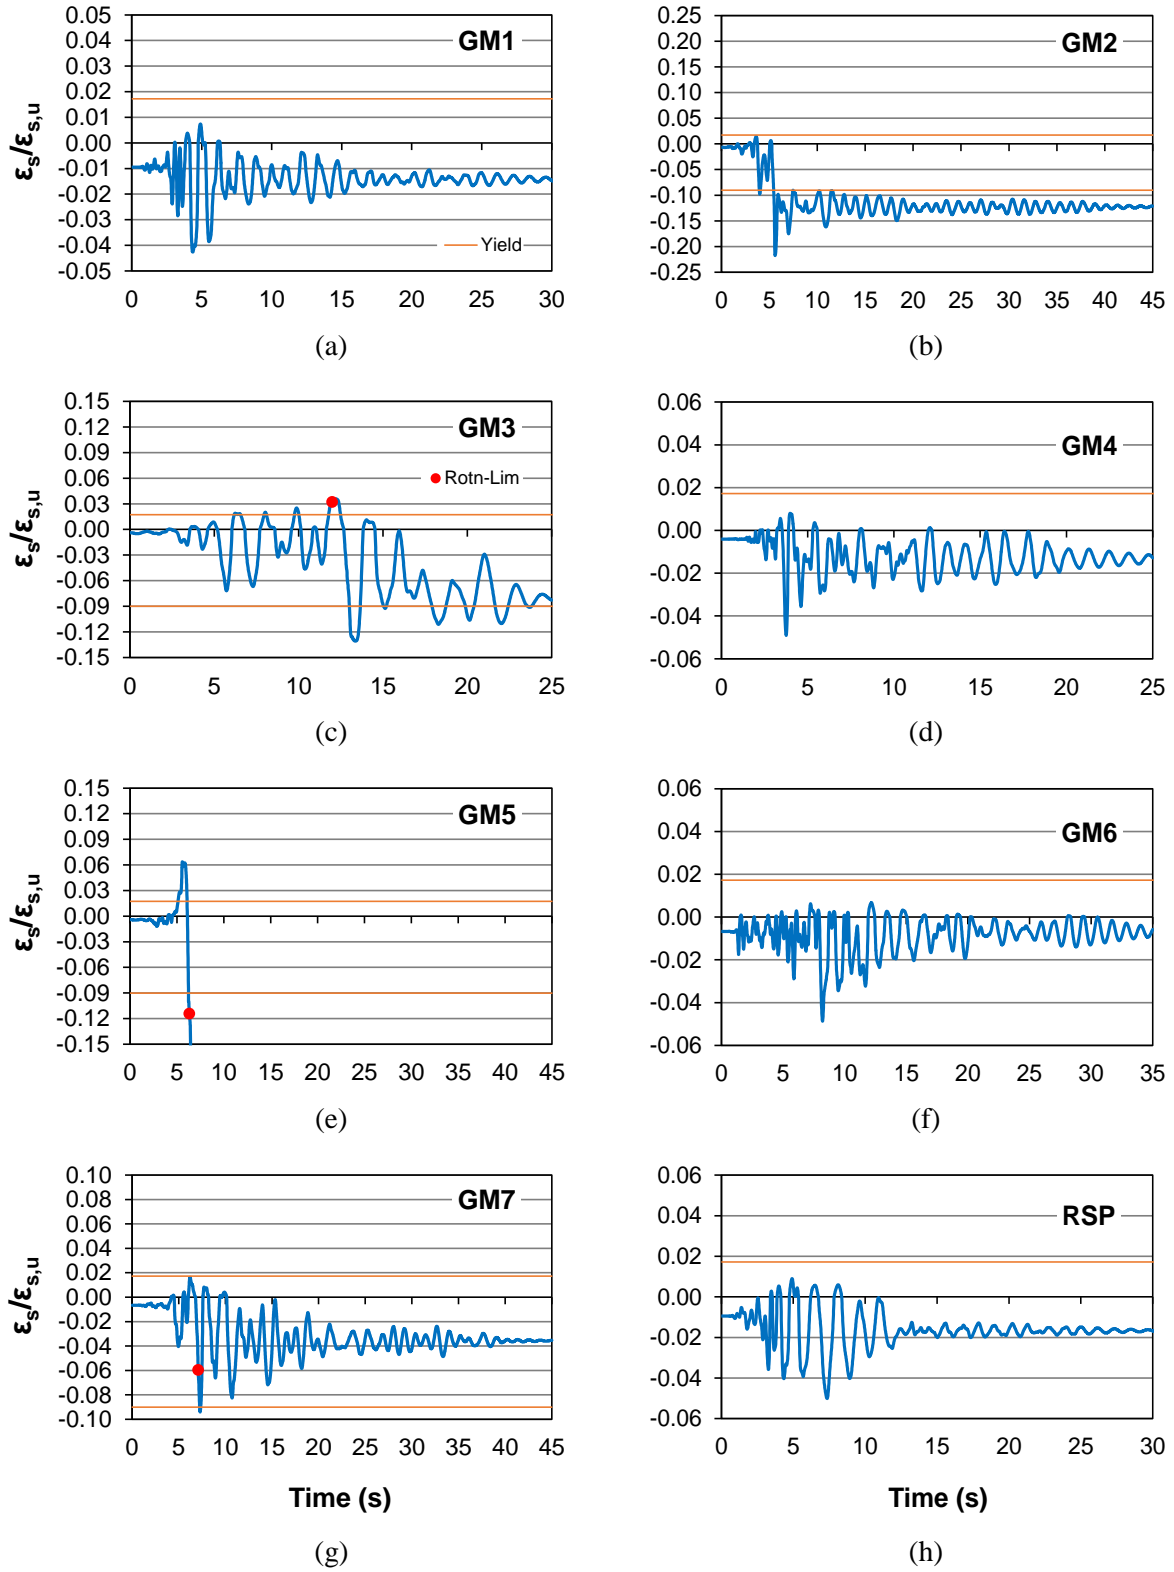 0.05
0.04
0.03
0.02
0.01
0.00
-0.01
-0.02
-0.03
-0.04
-0.05
εs/εs,u
GM1
Yield
0 5 10 15 20 25 30
(a)
0.25
0.20
0.15
0.10
0.05
0.00
-0.05
-0.10
-0.15
-0.20
-0.25
GM2
0 5 10 15 20 25 30 35 40 45
(b)
0.15
0.12
0.09
0.06
0.03
0.00
-0.03
-0.06
-0.09
-0.12
-0.15
εs/εs,u
GM3
Rotn-Lim
0 5 10 15 20 25
(c)
0.06
0.04
0.02
0.00
-0.02
-0.04
-0.06
GM4
0 5 10 15 20 25
(d)
0.15
0.12
0.09
0.06
0.03
0.00
-0.03
-0.06
-0.09
-0.12
-0.15
εs/εs,u
GM5
0 5 10 15 20 25 30 35 40 45
(e)
0.06
0.04
0.02
0.00
-0.02
-0.04
-0.06
GM6
0 5 10 15 20 25 30 35
(f)
0.10
0.08
0.06
0.04
0.02
0.00
-0.02
-0.04
-0.06
-0.08
-0.10
εs/εs,u
GM7
0 5 10 15 20 25 30 35 40 45
Time (s)
(g)
0.06
0.04
0.02
0.00
-0.02
-0.04
-0.06
RSP
0 5 10 15 20 25 30
Time (s)
(h)